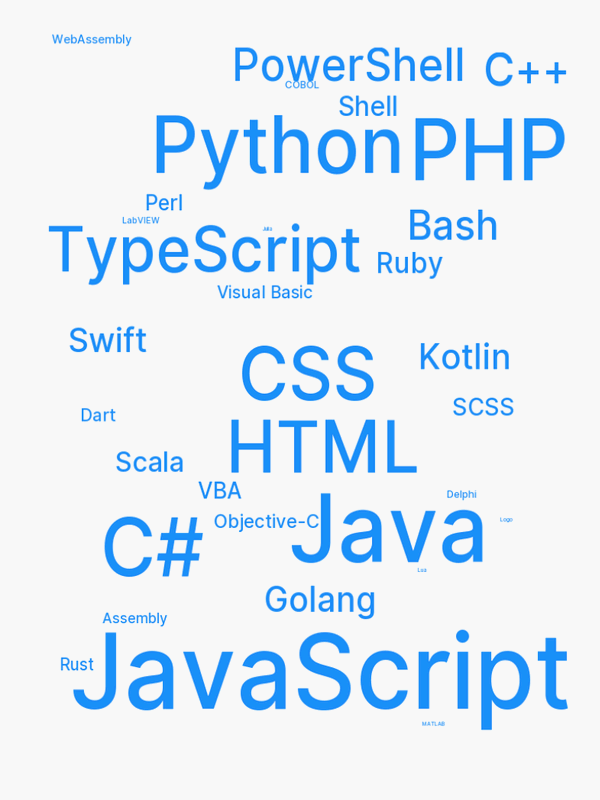 WebAssembly
PowerShell
C++
COBOL
Shell
Python
PHP
Perl
LabVIEW
Bash
TypeScript
Ruby
Visual Basic
Swift
Kotlin
CSS
SCSS
Dart
HTML
Scala
VBA
Delphi
Java
Logo
Objective-C
C#
Lua
Golang
Assembly
Rust
JavaScript
MATLAB